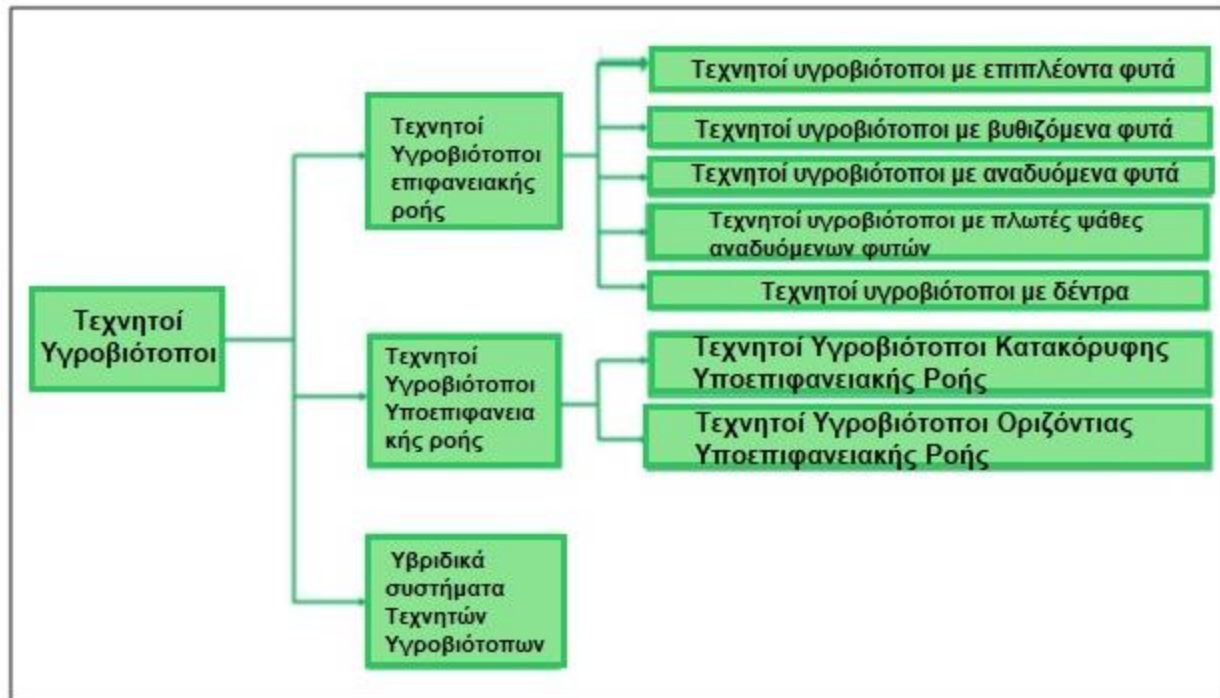 Τεχνητοί
Υγροβιότοποι
Τεχνητοί
Υγροβιότοποι
επιφανειακής
ροής
Τεχνητοί υγροβιότοποι με επιπλέοντα φυτά
Τεχνητοί υγροβιότοποι με βυθιζόμενα φυτά
Τεχνητοί υγροβιότοποι με αναδυόμενα φυτά
Τεχνητοί υγροβιότοποι με πλωτές ψάθες
αναδυόμενων φυτών
Τεχνητοί υγροβιότοποι με δέντρα
Τεχνητοί
Υγροβιότοποι
Υποεπιφανεια
κής ροής
Τεχνητοί Υγροβιότοποι Κατακόρυφης
Υποεπιφανειακής Ροής
Τεχνητοί Υγροβιότοποι Οριζόντιας
Υποεπιφανειακής Ροής
Υβριδικά
συστήματα
Τεχνητών
Υγροβιότοπων